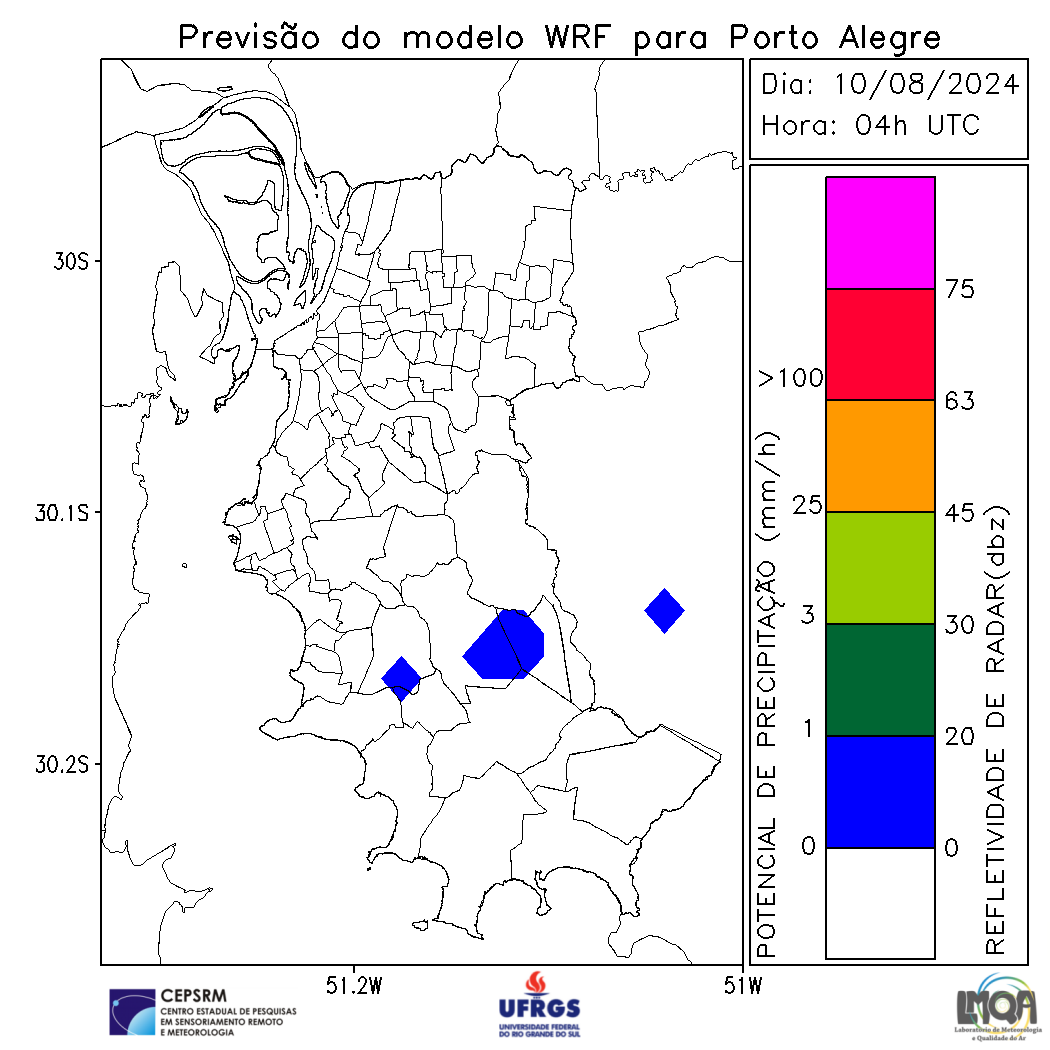 Previsão do modelo WRF para Porto Alegre
Dia: 10/08/2024
Hora: 04h UTC
30S
30.1S
30.2S
51.2W
51W
POTENCIAL DE PRECIPITAÇÃO (mm/h)
>100
25
3
1
0
75
63
45
30
20
0
REFLETIVIDADE DE RADAR(dbz)
CEPSRM
CENTRO ESTADUAL DE PESQUISAS
EM SENSORIAMENTO REMOTO
E METEOROLOGIA
UFRGS
UNIVERSIDADE FEDERAL
DO RIO GRANDE DO SUL
LMQA
Laboratório de Meteorologia
e Qualidade do Ar